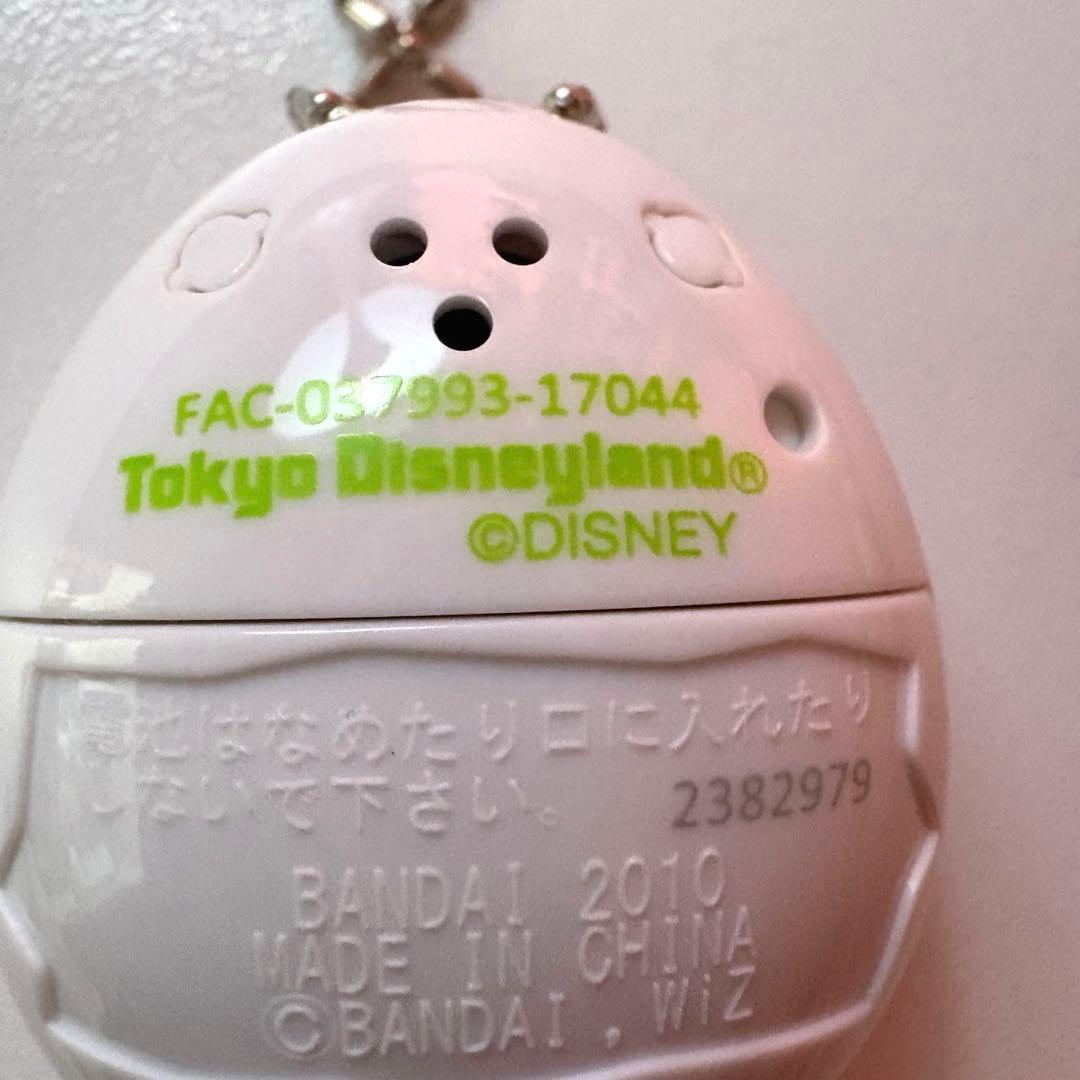 FAC-037993-17044
Tokyo Disneyland®
©DISNEY
電池はなめたり口に入れたり
しないで下さい。
2382979
BANDAI 2010
MADE IN CHINA
©BANDAI, WiZ